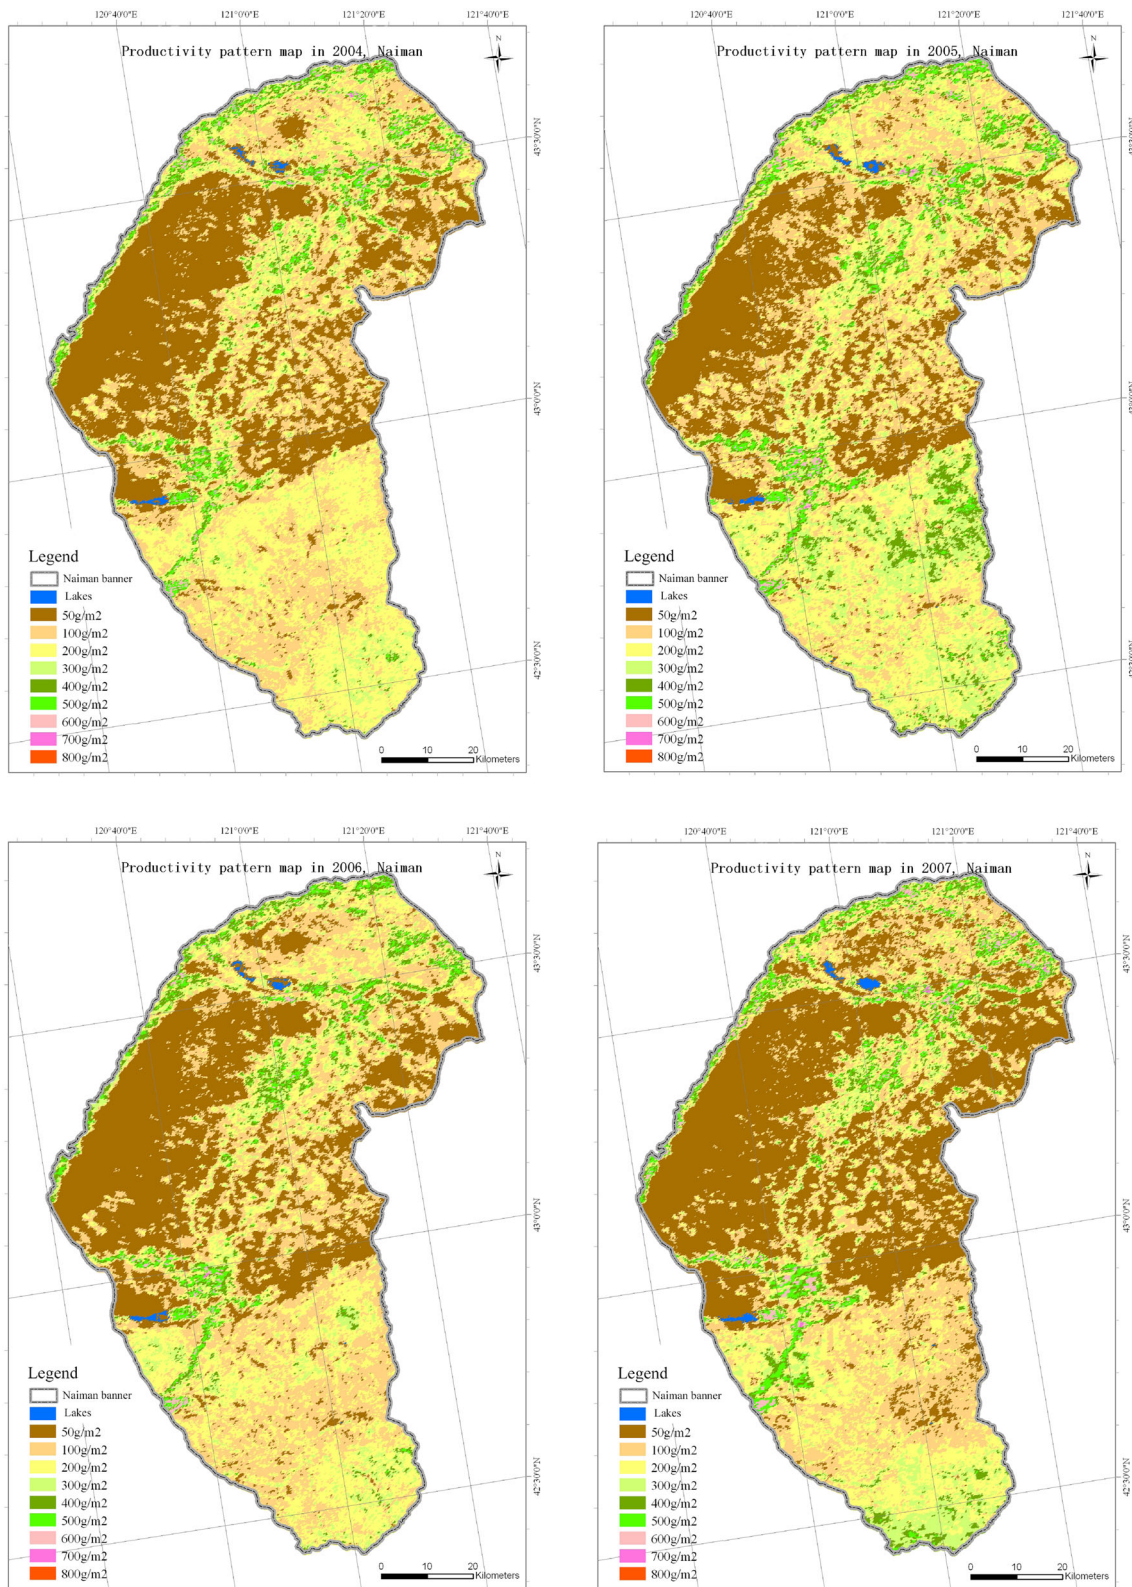 120°40'0"E 121°0'0"E 121°20'0"E 121°40'0"E
Productivity pattern map in 2004, Naiman
N
43°30'0"N
43°0'0"N
42°30'0"N
Legend
Naiman banner
Lakes
50g/m2
100g/m2
200g/m2
300g/m2
400g/m2
500g/m2
600g/m2
700g/m2
800g/m2
0 10 20
Kilometers
120°40'0"E 121°0'0"E 121°20'0"E 121°40'0"E
Productivity pattern map in 2005, Naiman
N
43°30'0"N
43°0'0"N
42°30'0"N
Legend
Naiman banner
Lakes
50g/m2
100g/m2
200g/m2
300g/m2
400g/m2
500g/m2
600g/m2
700g/m2
800g/m2
0 10 20
Kilometers
120°40'0"E 121°0'0"E 121°20'0"E 121°40'0"E
Productivity pattern map in 2006, Naiman
N
43°30'0"N
43°0'0"N
42°30'0"N
Legend
Naiman banner
Lakes
50g/m2
100g/m2
200g/m2
300g/m2
400g/m2
500g/m2
600g/m2
700g/m2
800g/m2
0 10 20
Kilometers
120°40'0"E 121°0'0"E 121°20'0"E 121°40'0"E
Productivity pattern map in 2007, Naiman
N
43°30'0"N
43°0'0"N
42°30'0"N
Legend
Naiman banner
Lakes
50g/m2
100g/m2
200g/m2
300g/m2
400g/m2
500g/m2
600g/m2
700g/m2
800g/m2
0 10 20
Kilometers